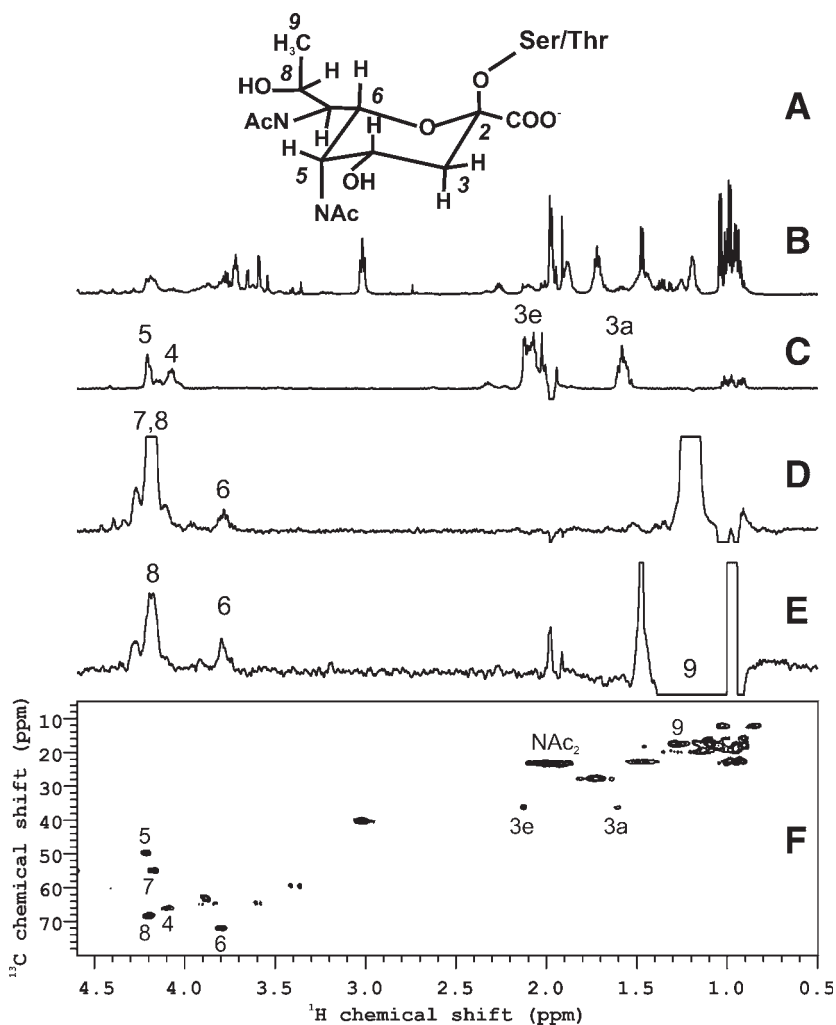 9
H₃C
Ser/Thr
8
H
H
HO
6
O
A
AcN
H
O
2
COO⁻
H
H
H
5
OH
3
H
NAc
B
3e
5
4
3a
C
7,8
6
D
8
6
9
E
10
20
30
40
50
60
70
¹³C chemical shift (ppm)
9
NAc₂
3e
3a
5
7
8
4
6
F
4.5
4.0
3.5
3.0
2.5
2.0
1.5
1.0
0.5
¹H chemical shift (ppm)